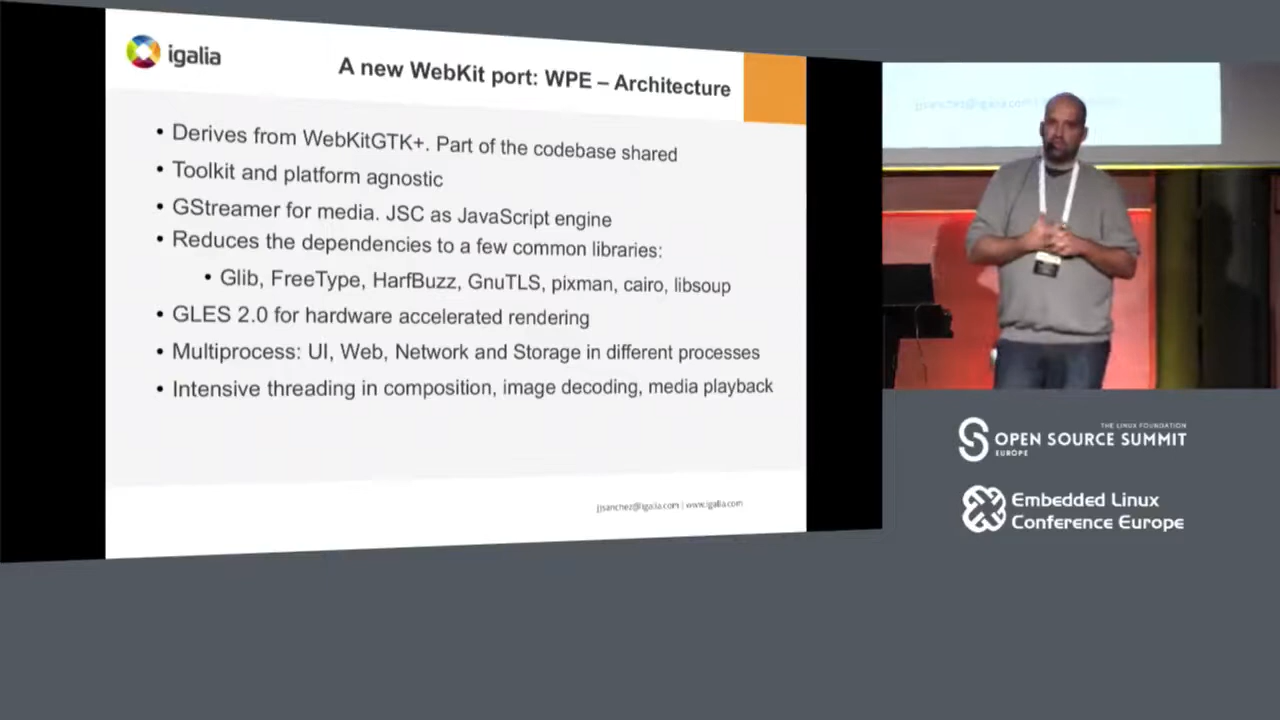 igalia
A new WebKit port: WPE – Architecture
• Derives from WebKitGTK+. Part of the codebase shared
• Toolkit and platform agnostic
• GStreamer for media. JSC as JavaScript engine
• Reduces the dependencies to a few common libraries:
• Glib, FreeType, HarfBuzz, GnuTLS, pixman, cairo, libsoup
• GLES 2.0 for hardware accelerated rendering
• Multiprocess: UI, Web, Network and Storage in different processes
• Intensive threading in composition, image decoding, media playback
jjsanchez@igalia.com | www.igalia.com
jjsanchez@igalia.com
THE LINUX FOUNDATION
OPEN SOURCE SUMMIT
EUROPE
Embedded Linux
Conference Europe